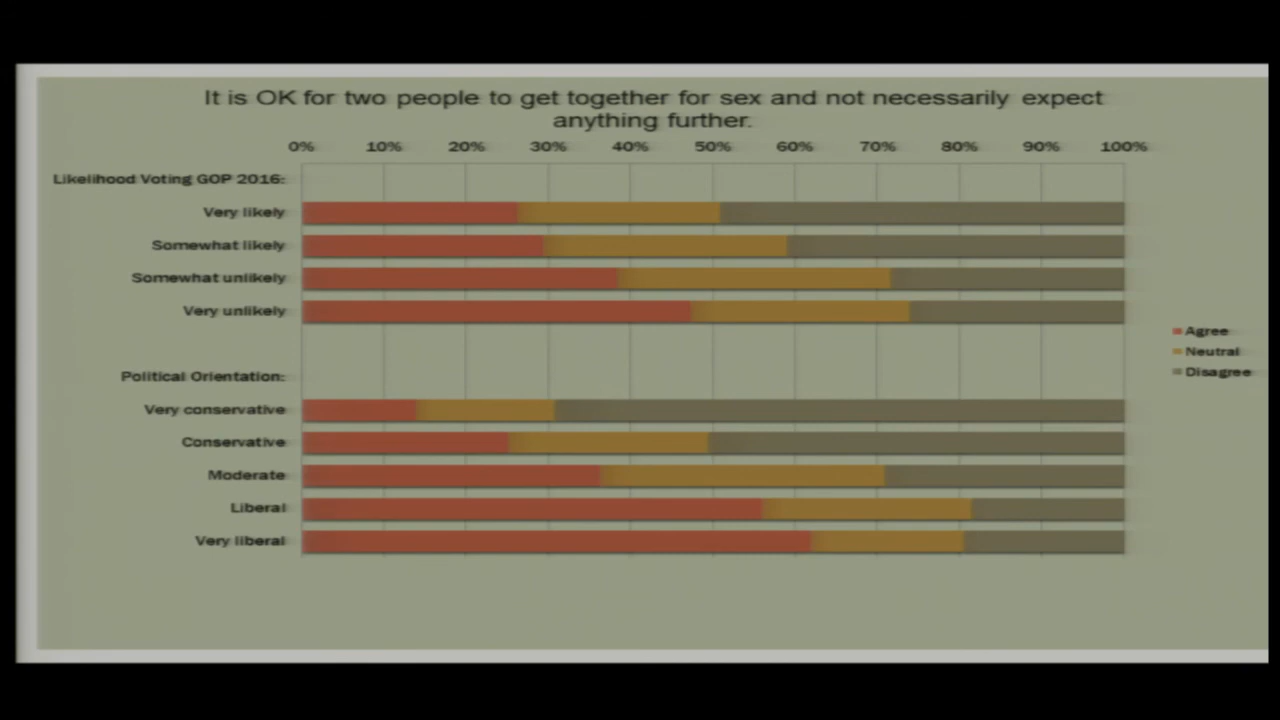 It is OK for two people to get together for sex and not necessarily expect
anything further.
0% 10% 20% 30% 40% 50% 60% 70% 80% 90% 100%
Likelihood Voting GOP 2016:
Very likely
Somewhat likely
Somewhat unlikely
Very unlikely
Agree
Neutral
Disagree
Political Orientation:
Very conservative
Conservative
Moderate
Liberal
Very liberal